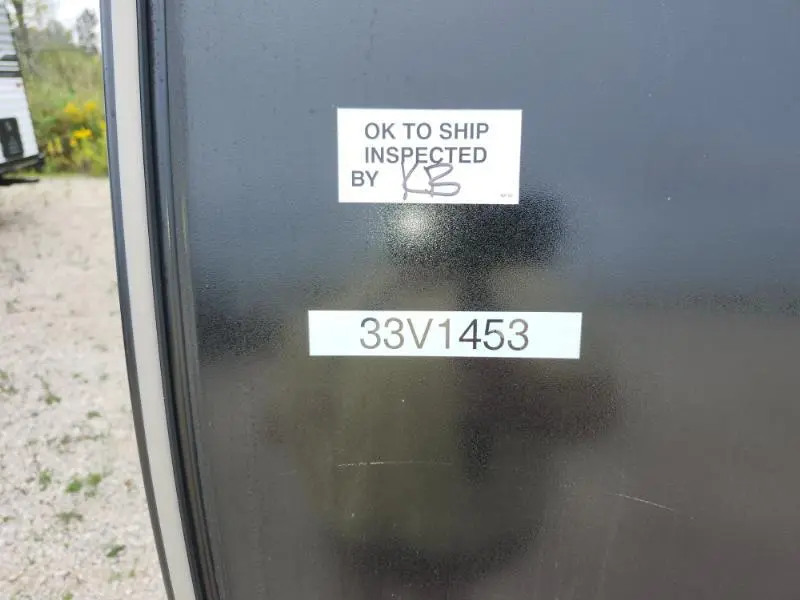 OK TO SHIP
INSPECTED
BY KB
33V1453